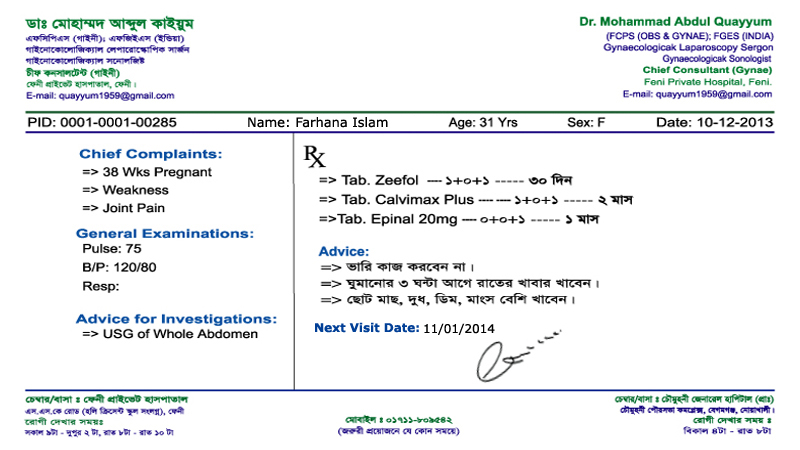 ডাঃ মোহাম্মদ আব্দুল কাইয়ুম
এফসিপিএস (গাইনী); এফজিইএস (ইন্ডিয়া)
গাইনোকোলোজিক্যাল লেপারোস্কোপিক সার্জন
গাইনোকোলোজিক্যাল সনোলজিষ্ট
চীফ কনসালটেন্ট (গাইনী)
ফেনী প্রাইভেট হাসপাতাল, ফেনী।
E-mail: quayyum1959@gmail.com
Dr. Mohammad Abdul Quayyum
(FCPS (OBS & GYNAE); FGES (INDIA)
Gynaecologicak Laparoscopy Sergon
Gynaecologicak Sonologist
Chief Consultant (Gynae)
Feni Private Hospital, Feni.
E-mail: quayyum1959@gmail.com
PID: 0001-0001-00285 Name: Farhana Islam Age: 31 Yrs Sex: F Date: 10-12-2013
Chief Complaints:
=> 38 Wks Pregnant
=> Weakness
=> Joint Pain
General Examinations:
Pulse: 75
B/P: 120/80
Resp:
Advice for Investigations:
=> USG of Whole Abdomen
Rx
=> Tab. Zeefol ---- ১+০+১ ----- ৩০ দিন
=> Tab. Calvimax Plus ---- ---- ১+০+১ ----- ২ মাস
=>Tab. Epinal 20mg ---- ০+০+১ ----- ১ মাস
Advice:
=> ভারি কাজ করবেন না।
=> ঘুমানোর ৩ ঘন্টা আগে রাতের খাবার খাবেন।
=> ছোট মাছ, দুধ, ডিম, মাংস বেশি খাবেন।
Next Visit Date: 11/01/2014
চেম্বার/বাসা ঃ ফেনী প্রাইভেট হাসপাতাল
এস.এস.কে রোড (হলি ক্রিসেন্ট স্কুল সংলগ্ন), ফেনী
রোগী দেখার সময়ঃ
সকাল ৯টা - দুপুর ২ টা, রাত ৮টা - রাত ১০ টা
মোবাইল ঃ ০১৭১১-৮০৯৫৪২
(জরুরী প্রয়োজনে যে কোন সময়ে)
চেম্বার/বাসা ঃ চৌমুহনী জেনারেল হাপিটাল (প্রাঃ)
চৌমুহনী পৌরসভা কমপ্লেক্স, বেগমগঞ্জ, নোয়াখালী।
রোগী দেখার সময় ঃ
বিকাল ৪টা - রাত ৮টা